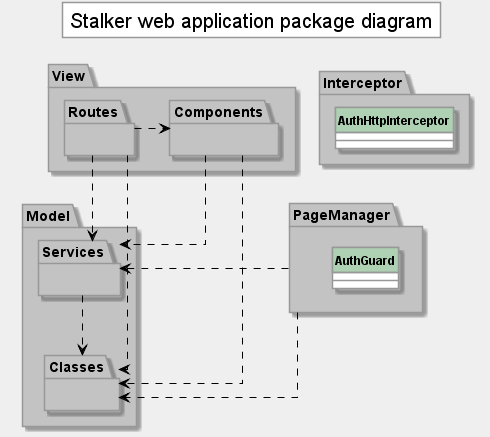 Stalker web application package diagram
View
Routes
Components
Interceptor
AuthHttpInterceptor
Model
Services
Classes
PageManager
AuthGuard